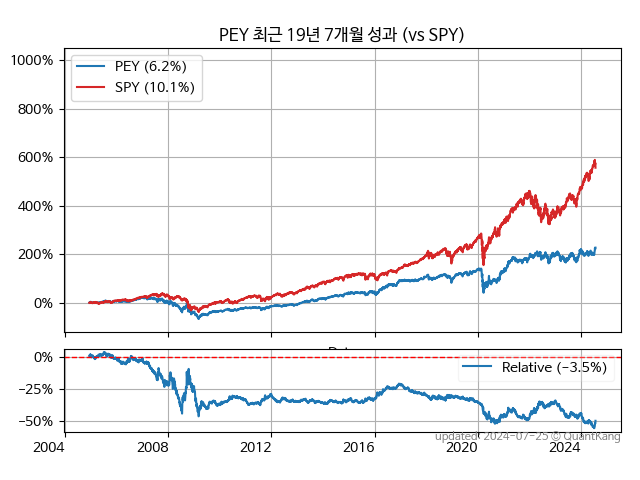 PEY 최근 19년 7개월 성과 (vs SPY)
PEY (6.2%)
SPY (10.1%)
1000%
800%
600%
400%
200%
0%
Relative (−3.5%)
0%
−25%
−50%
2004 2008 2012 2016 2020 2024
updated: 2024-07-25 © QuantKang